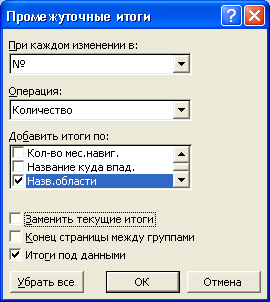 Промежуточные итоги
При каждом изменении в:
№
Операция:
Количество
Добавить итоги по:
Кол-во мес.навиг.
Название куда впад.
Назв.области
Заменить текущие итоги
Конец страницы между группами
Итоги под данными
Убрать все
OK
Отмена